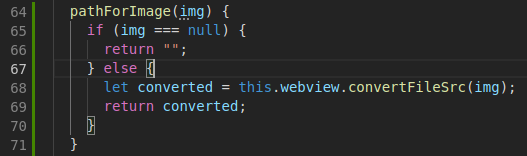 64 pathForImage(img) {
65 if (img === null) {
66 return "";
67 } else {
68 let converted = this.webview.convertFileSrc(img);
69 return converted;
70 }
71 }